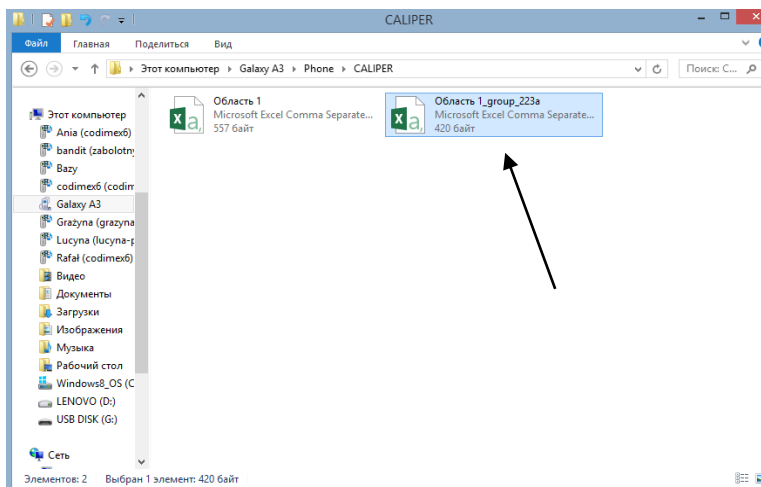 CALIPER
Файл Главная Поделиться Вид
Этот компьютер Galaxy A3 Phone CALIPER
Поиск: С...
Этот компьютер
Ania (codimex6)
bandit (zabolotn
Bazy
codimex6 (codim
Galaxy A3
Grażyna (grazyna
Lucyna (lucyna-p
Rafał (codimex6)
Видео
Документы
Загрузки
Изображения
Музыка
Рабочий стол
Windows8_OS (C
LENOVO (D:)
USB DISK (G:)
Сеть
Область 1
Microsoft Excel Comma Separate...
557 байт
Область 1_group_223a
Microsoft Excel Comma Separate...
420 байт
Элементов: 2 Выбран 1 элемент: 420 байт